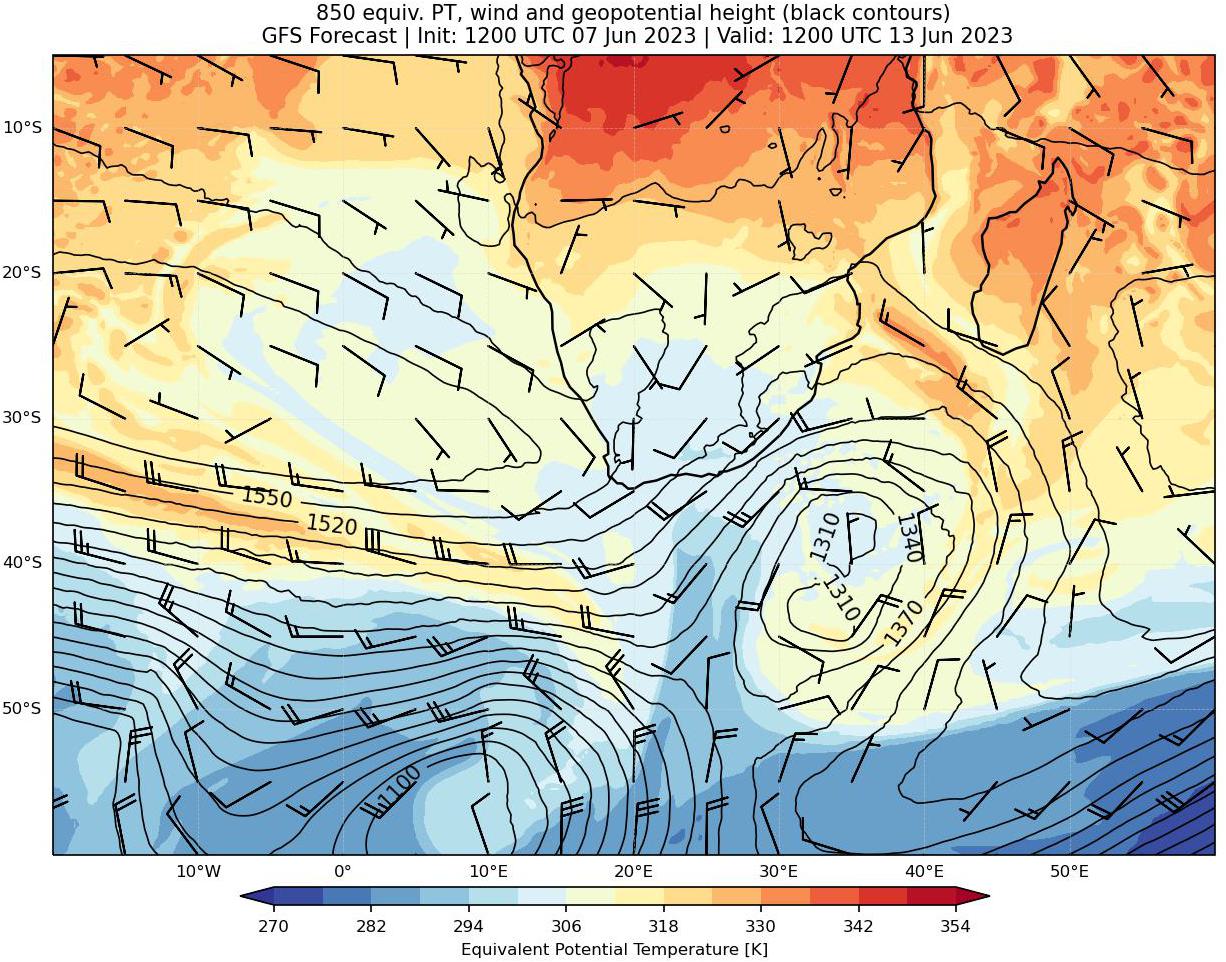 850 equiv. PT, wind and geopotential height (black contours)
GFS Forecast | Init: 1200 UTC 07 Jun 2023 | Valid: 1200 UTC 13 Jun 2023
10°S
20°S
30°S
40°S
50°S
1550
1520
1310
1340
1310
1370
1100
10°W 0° 10°E 20°E 30°E 40°E 50°E
270 282 294 306 318 330 342 354
Equivalent Potential Temperature [K]